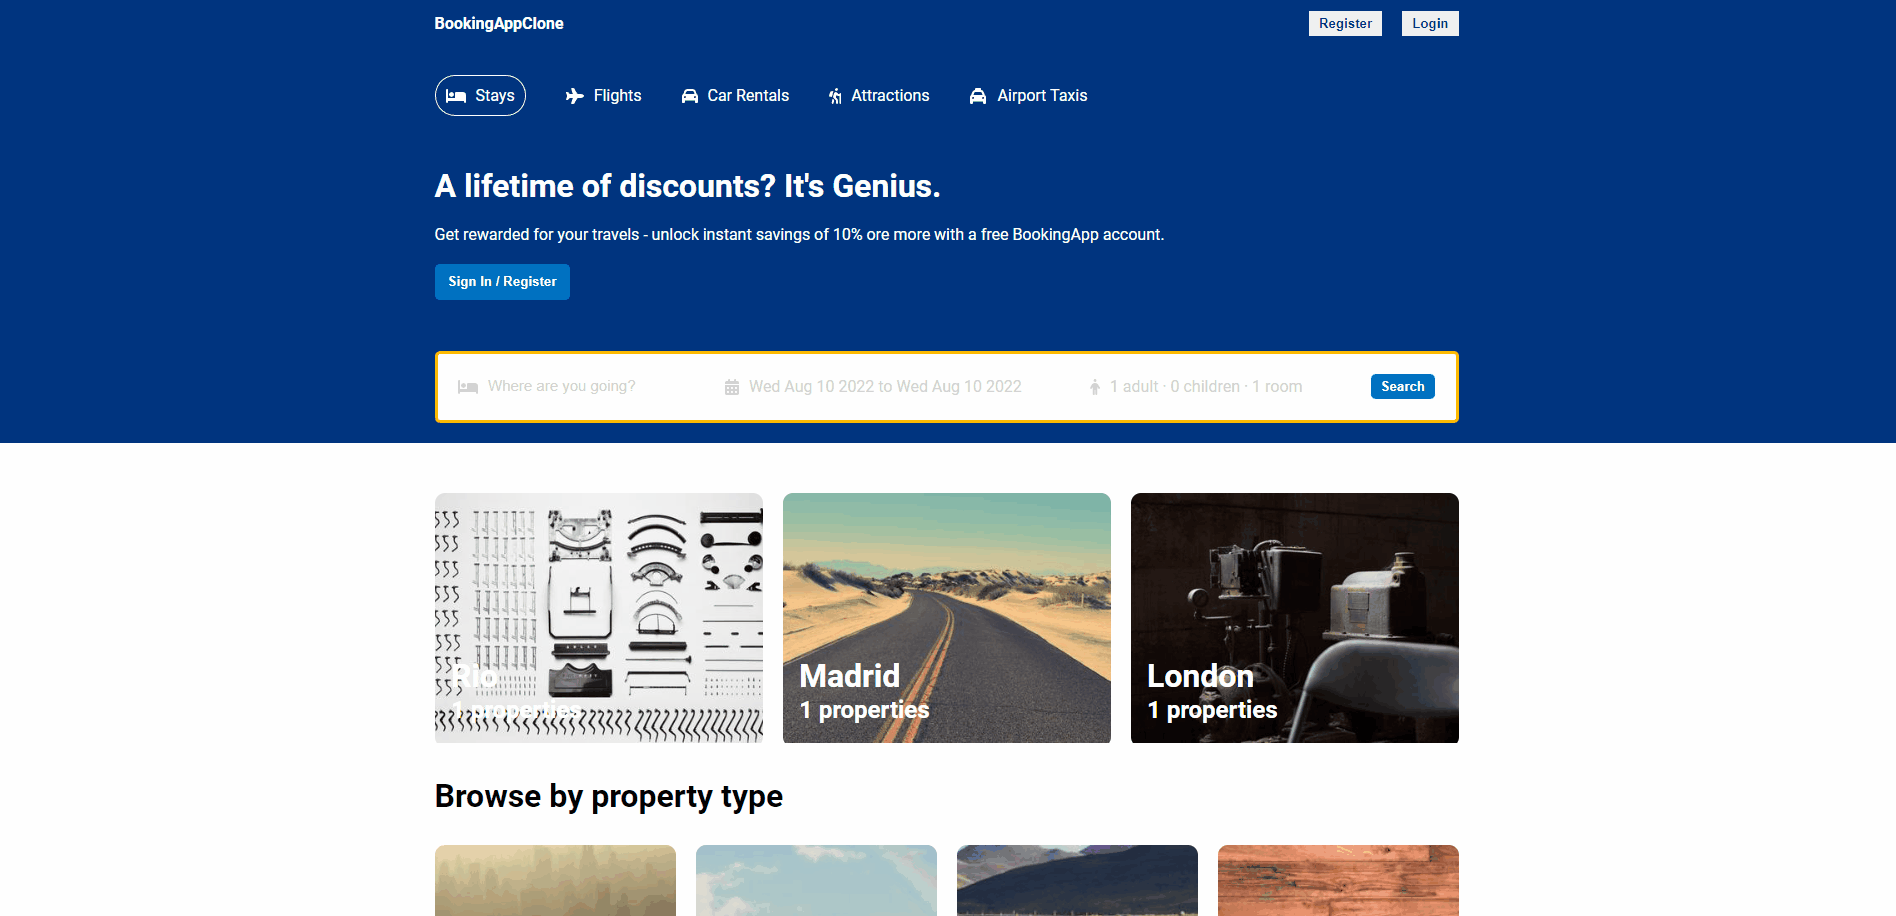 BookingAppClone
Register
Login
Stays
Flights
Car Rentals
Attractions
Airport Taxis
A lifetime of discounts? It's Genius.
Get rewarded for your travels - unlock instant savings of 10% ore more with a free BookingApp account.
Sign In / Register
Where are you going?
Wed Aug 10 2022 to Wed Aug 10 2022
1 adult · 0 children · 1 room
Search
Rio
1 properties
Madrid
1 properties
London
1 properties
Browse by property type